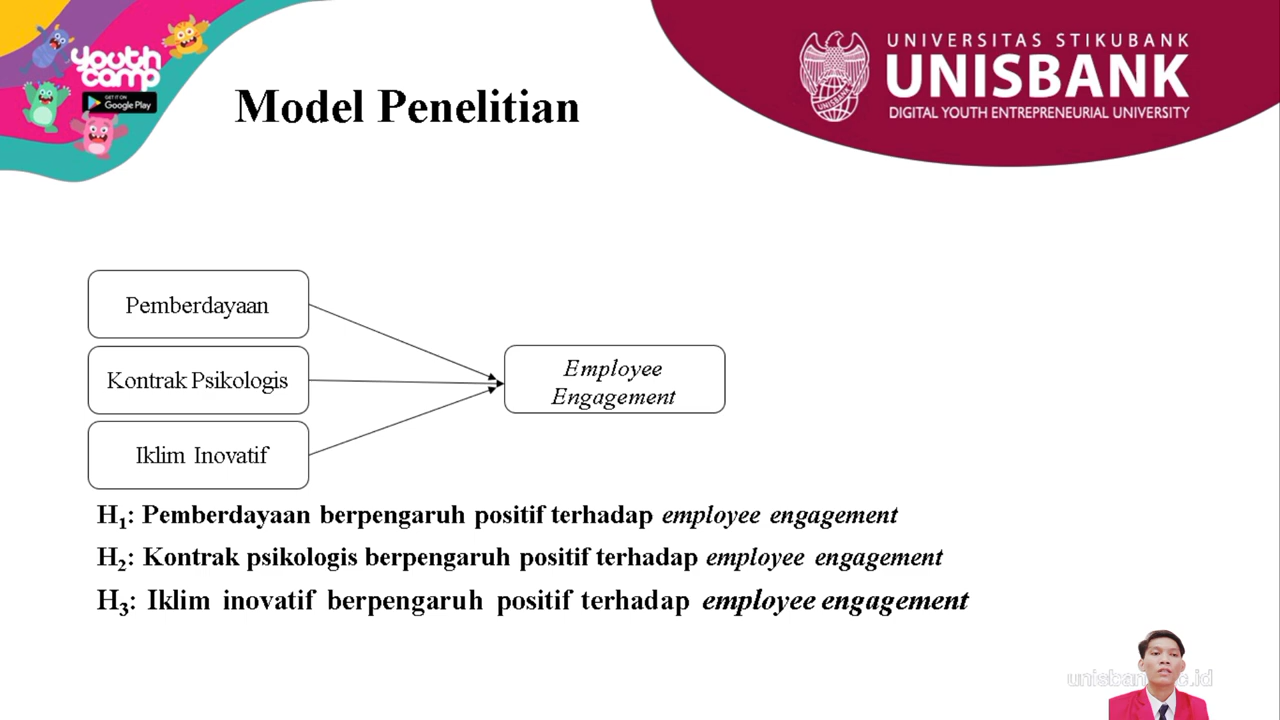 youth
camp
GET IT ON
Google Play
UNIVERSITAS STIKUBANK
UNISBANK
DIGITAL YOUTH ENTREPRENEURIAL UNIVERSITY
UNISBANK
Model Penelitian
Pemberdayaan
Kontrak Psikologis
Iklim Inovatif
Employee
Engagement
H1: Pemberdayaan berpengaruh positif terhadap employee engagement
H2: Kontrak psikologis berpengaruh positif terhadap employee engagement
H3: Iklim inovatif berpengaruh positif terhadap employee engagement